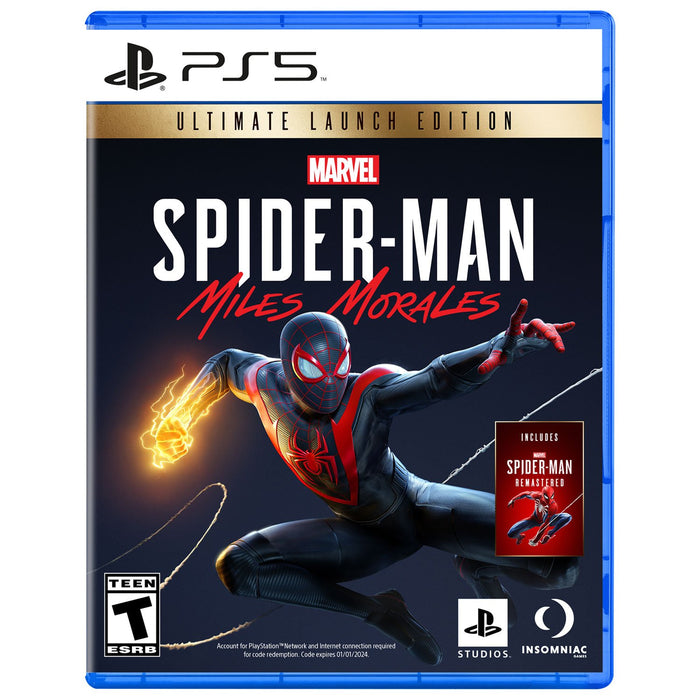 PS5
ULTIMATE LAUNCH EDITION
MARVEL
SPIDER-MAN
MILES MORALES
INCLUDES
MARVEL
SPIDER-MAN
REMASTERED
TEEN
T
ESRB
Account for PlayStation™Network and Internet connection required
for code redemption. Code expires 01/01/2024.
STUDIOS™
INSOMNIAC
GAMES